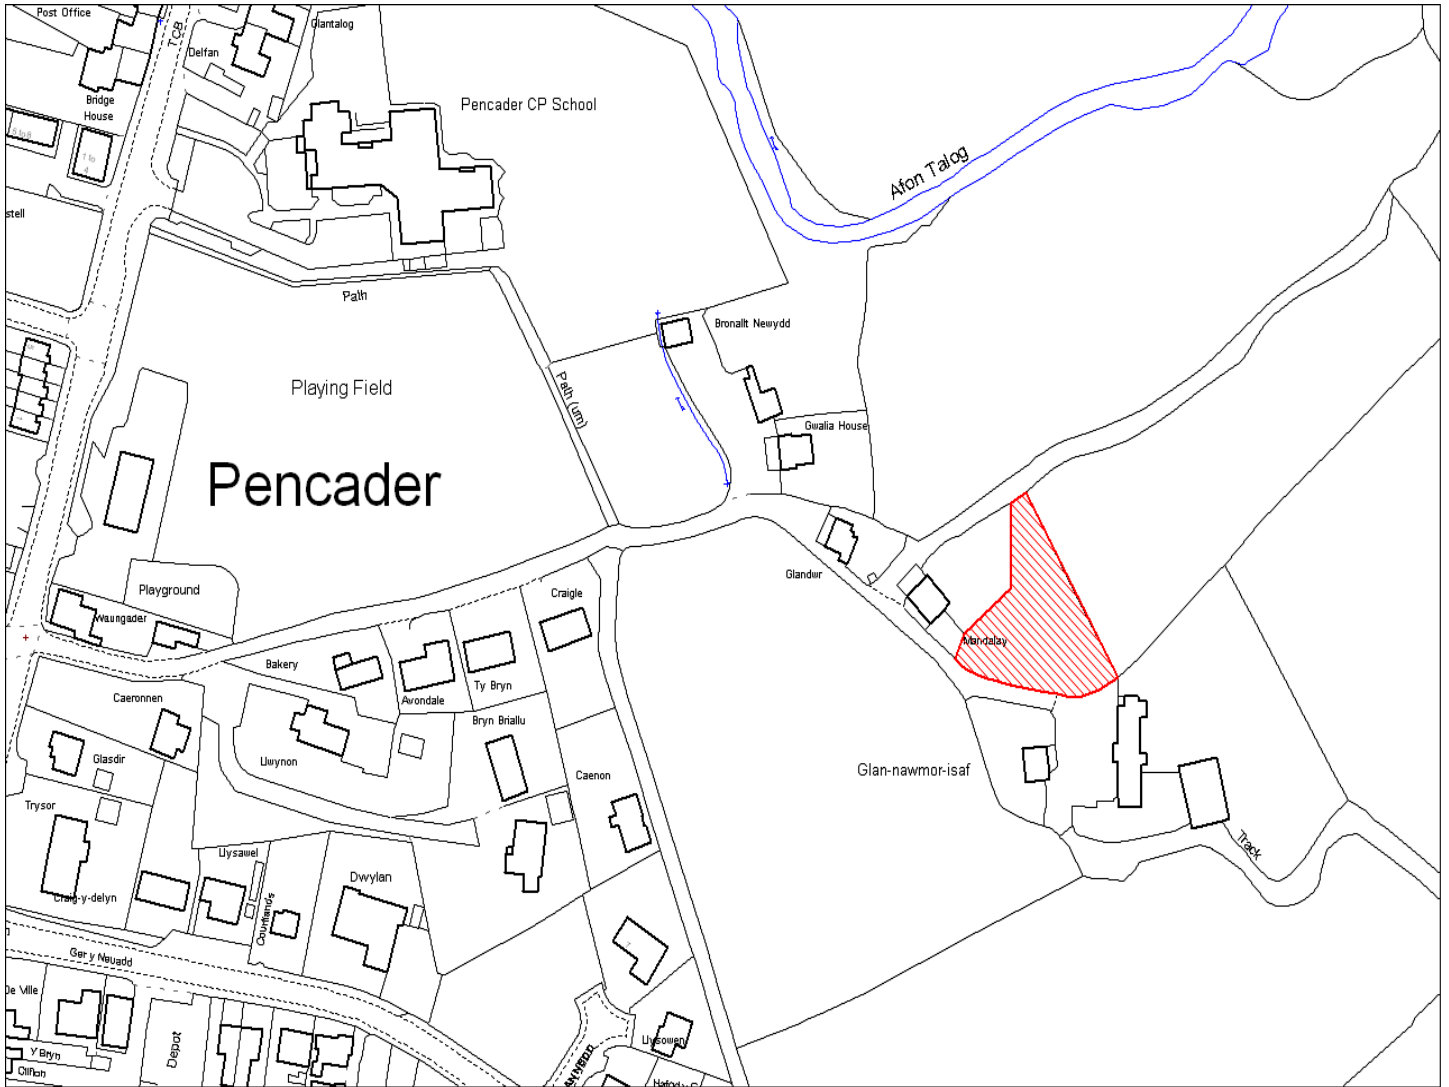 Post Office
TCB
Glantalog
Delfan
Bridge
House
Pencader CP School
Afon Talog
stell
Path
Bronallt Newydd
Playing Field
Path (um)
Gwalia House
Pencader
Glandwr
Playground
Craigle
Waungader
Mandalay
Bakery
Ty Bryn
Avondale
Caeronnen
Bryn Briallu
Glasdir
Llwynon
Caenon
Glan-nawmor-isaf
Trysor
Track
Llysawel
Dwylan
Craig-y-delyn
Courtlands
Ger y Neuadd
De Ville
Depot
Llysowen
Y Bryn
Clifton